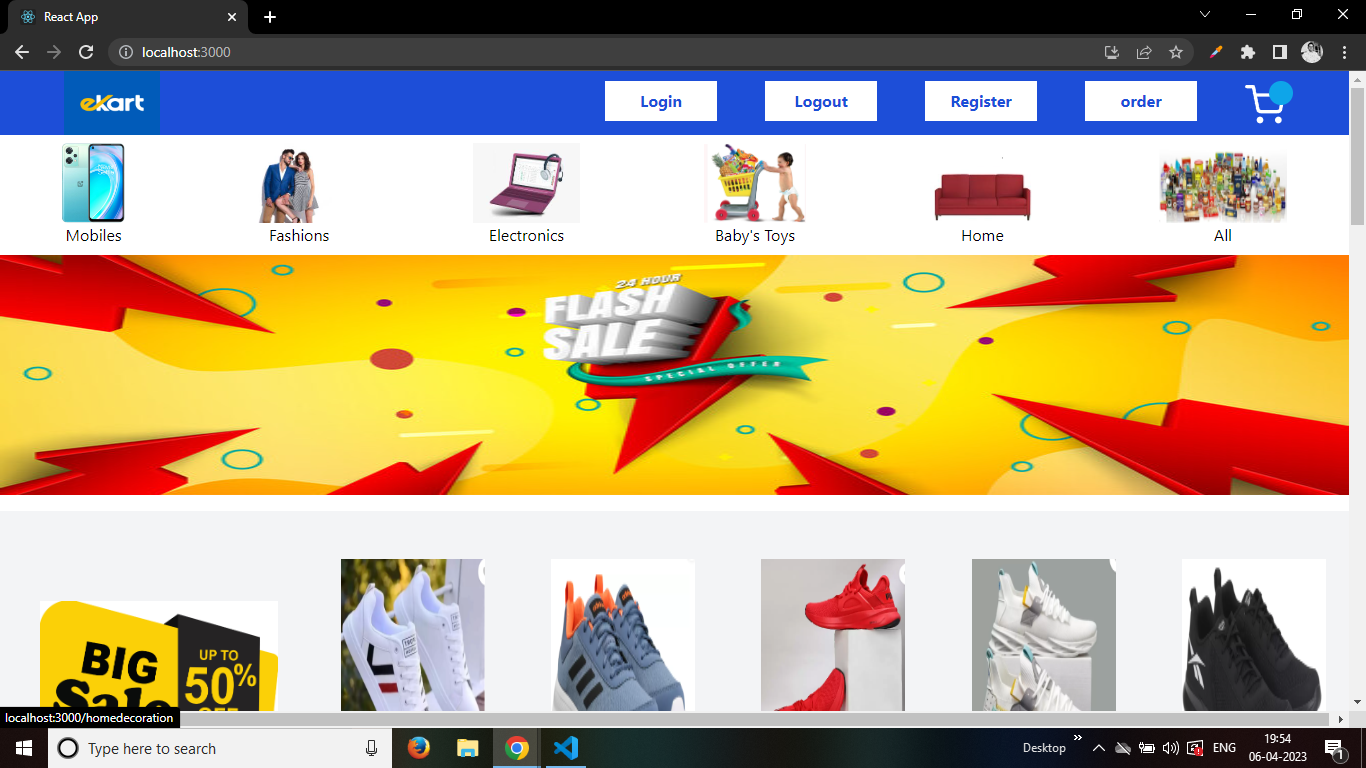 React App
localhost:3000
eKart
Login
Logout
Register
order
Mobiles
Fashions
Electronics
Baby's Toys
Home
All
24 HOUR
FLASH
SALE
SPECIAL OFFER
BIG
Sale
UP TO
50%
OFF
localhost:3000/homedecoration
Type here to search
Desktop
ENG
19:54
06-04-2023
1